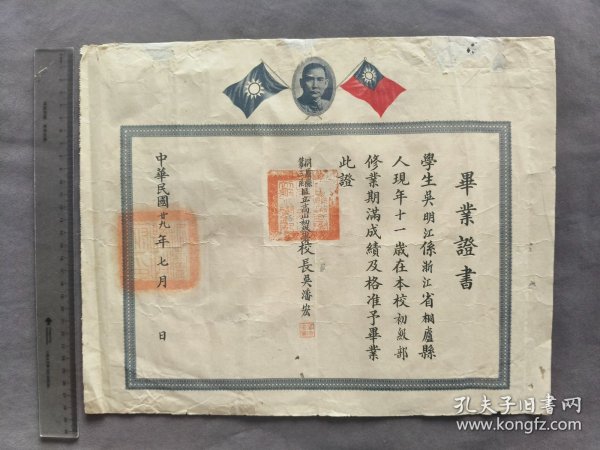 畢業證書
學生吴明江係浙江省桐廬縣
人現年十一歲在本校初級部
修業期滿成績及格准予畢業
此證
校長吴潘宏
中華民國廿九年七月 日
孔夫子旧书网
www.kongfz.com